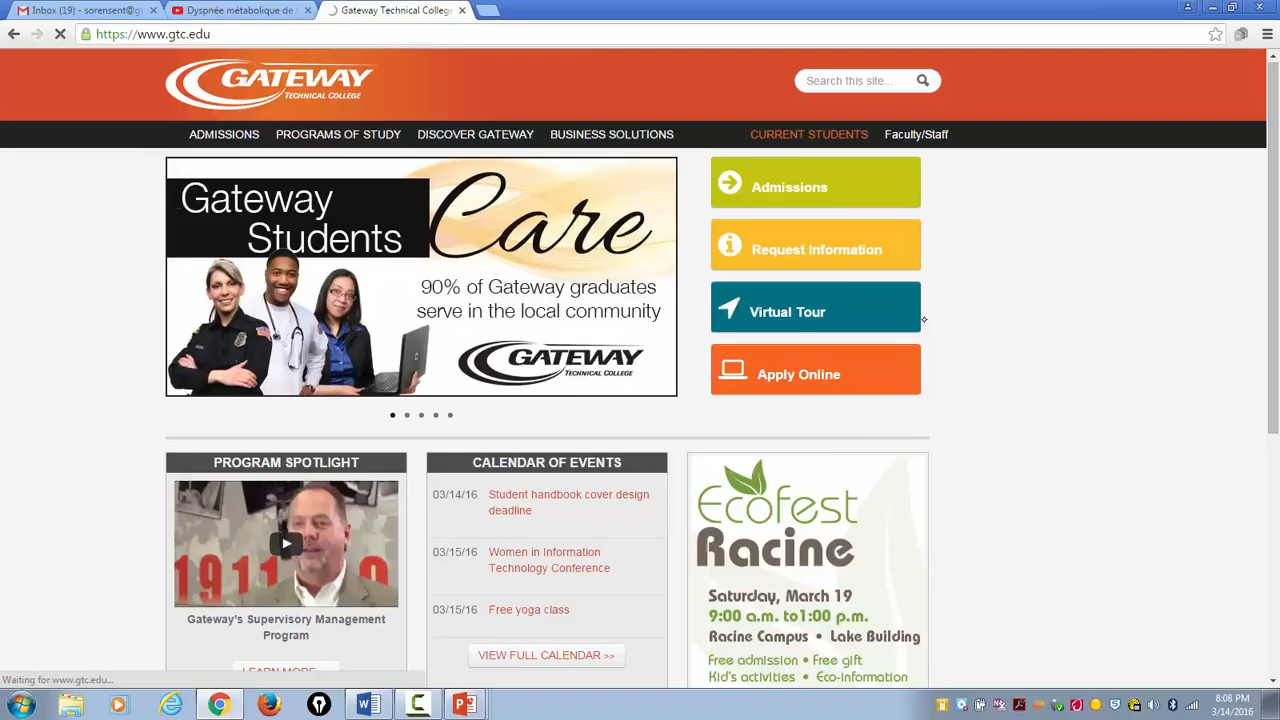 Inbox (19) - sorensent@g
Dyspnée métabolique de
Gateway Technical College
https://www.gtc.edu
GATEWAY
TECHNICAL COLLEGE
Search this site...
ADMISSIONS PROGRAMS OF STUDY DISCOVER GATEWAY BUSINESS SOLUTIONS CURRENT STUDENTS Faculty/Staff
Gateway
Students
Care
90% of Gateway graduates
serve in the local community
GATEWAY
TECHNICAL COLLEGE
Admissions
Request Information
Virtual Tour
Apply Online
PROGRAM SPOTLIGHT
1911
Gateway's Supervisory Management
Program
LEARN MORE
CALENDAR OF EVENTS
03/14/16 Student handbook cover design
deadline
03/15/16 Women in Information
Technology Conference
03/15/16 Free yoga class
VIEW FULL CALENDAR >>
Ecofest
Racine
Saturday, March 19
9:00 a.m. to1:00 p.m.
Racine Campus • Lake Building
Free admission • Free gift
Kid's activities • Eco-information
Waiting for www.gtc.edu...
8:08 PM
3/14/2016